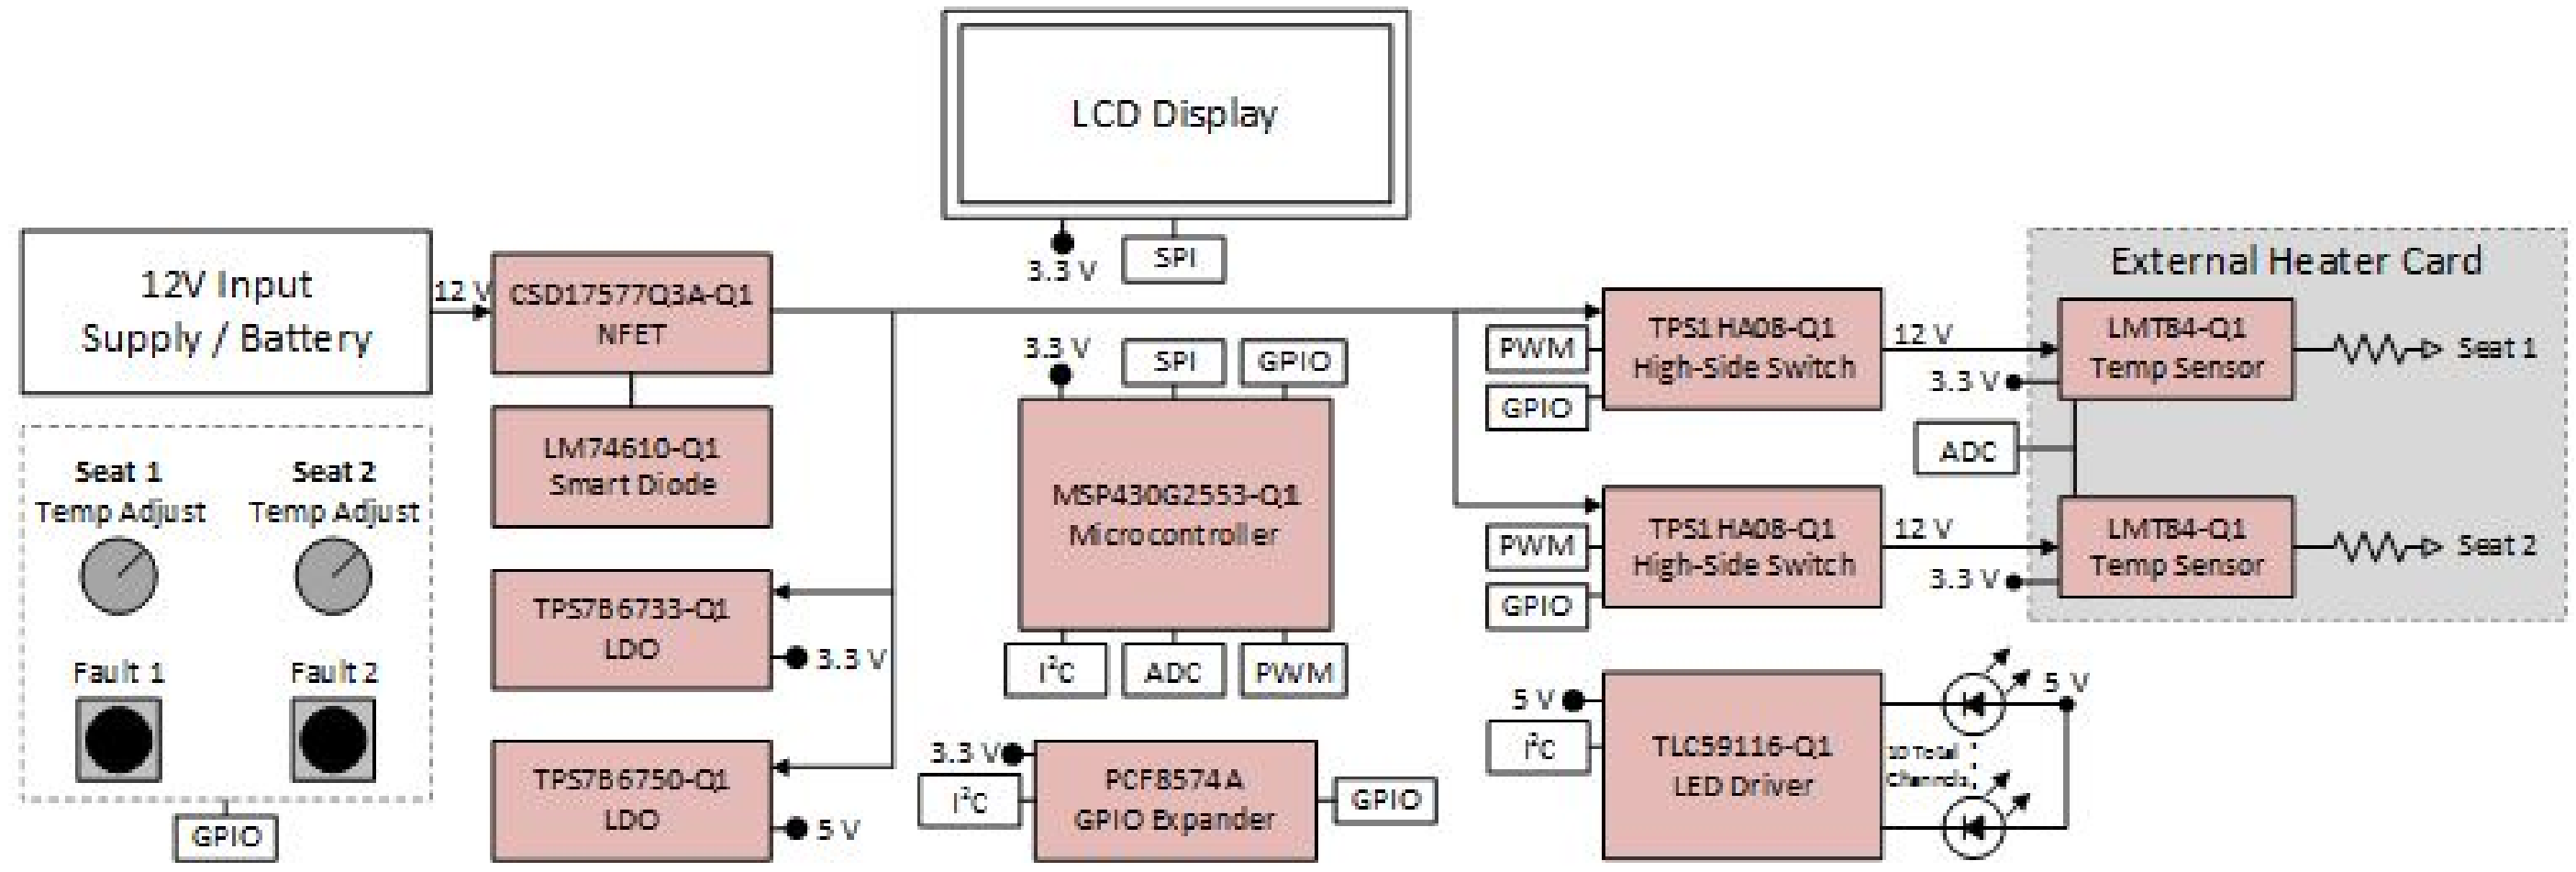 LCD Display
3.3 V
SPI
12V Input
Supply / Battery
12 V
CSD17577Q3A-Q1
NFET
LM74610-Q1
Smart Diode
TPS7B6733-Q1
LDO
3.3 V
TPS7B6750-Q1
LDO
5 V
Seat 1
Temp Adjust
Seat 2
Temp Adjust
Fault 1
Fault 2
GPIO
3.3 V
SPI
GPIO
MSP430G2553-Q1
Microcontroller
I²C
ADC
PWM
3.3 V
I²C
PCF8574A
GPIO Expander
GPIO
PWM
GPIO
TPS1HA08-Q1
High-Side Switch
12 V
3.3 V
ADC
PWM
GPIO
TPS1HA08-Q1
High-Side Switch
12 V
3.3 V
External Heater Card
LMT84-Q1
Temp Sensor
Seat 1
LMT84-Q1
Temp Sensor
Seat 2
5 V
I²C
TLC59116-Q1
LED Driver
10 Total
Channels
5 V